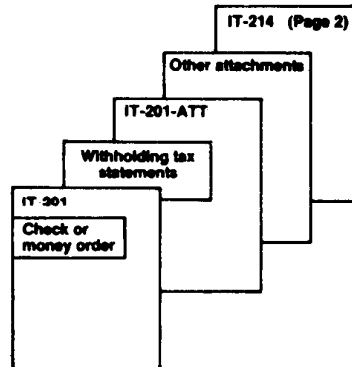 IT-214 (Page 2)
Other attachments
IT-201-ATT
Withholding tax
statements
IT-201
Check or
money order